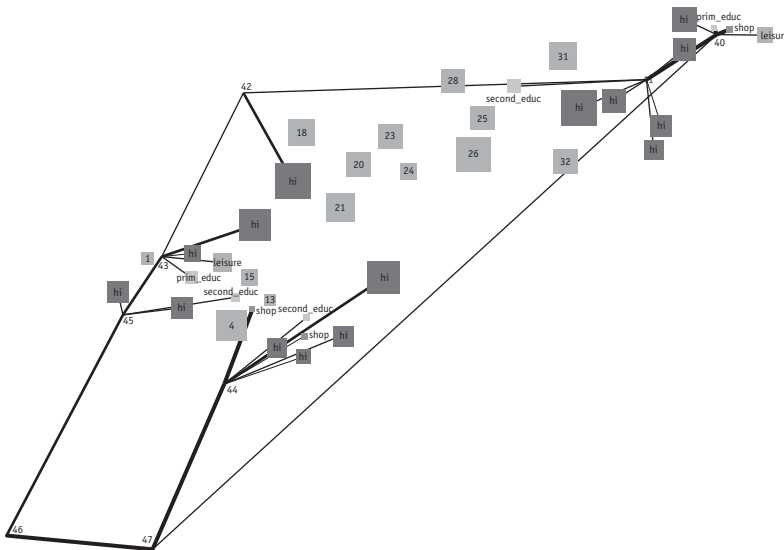 hi
prim_educ
shop
leisure
40
hi
31
28
second_educ
hi
hi
42
25
hi
hi
18
23
26
32
20
24
hi
21
hi
1
43
hi
leisure
prim_educ
15
hi
hi
second_educ
13
shop
second_educ
hi
45
4
hi
shop
hi
hi
44
46
47